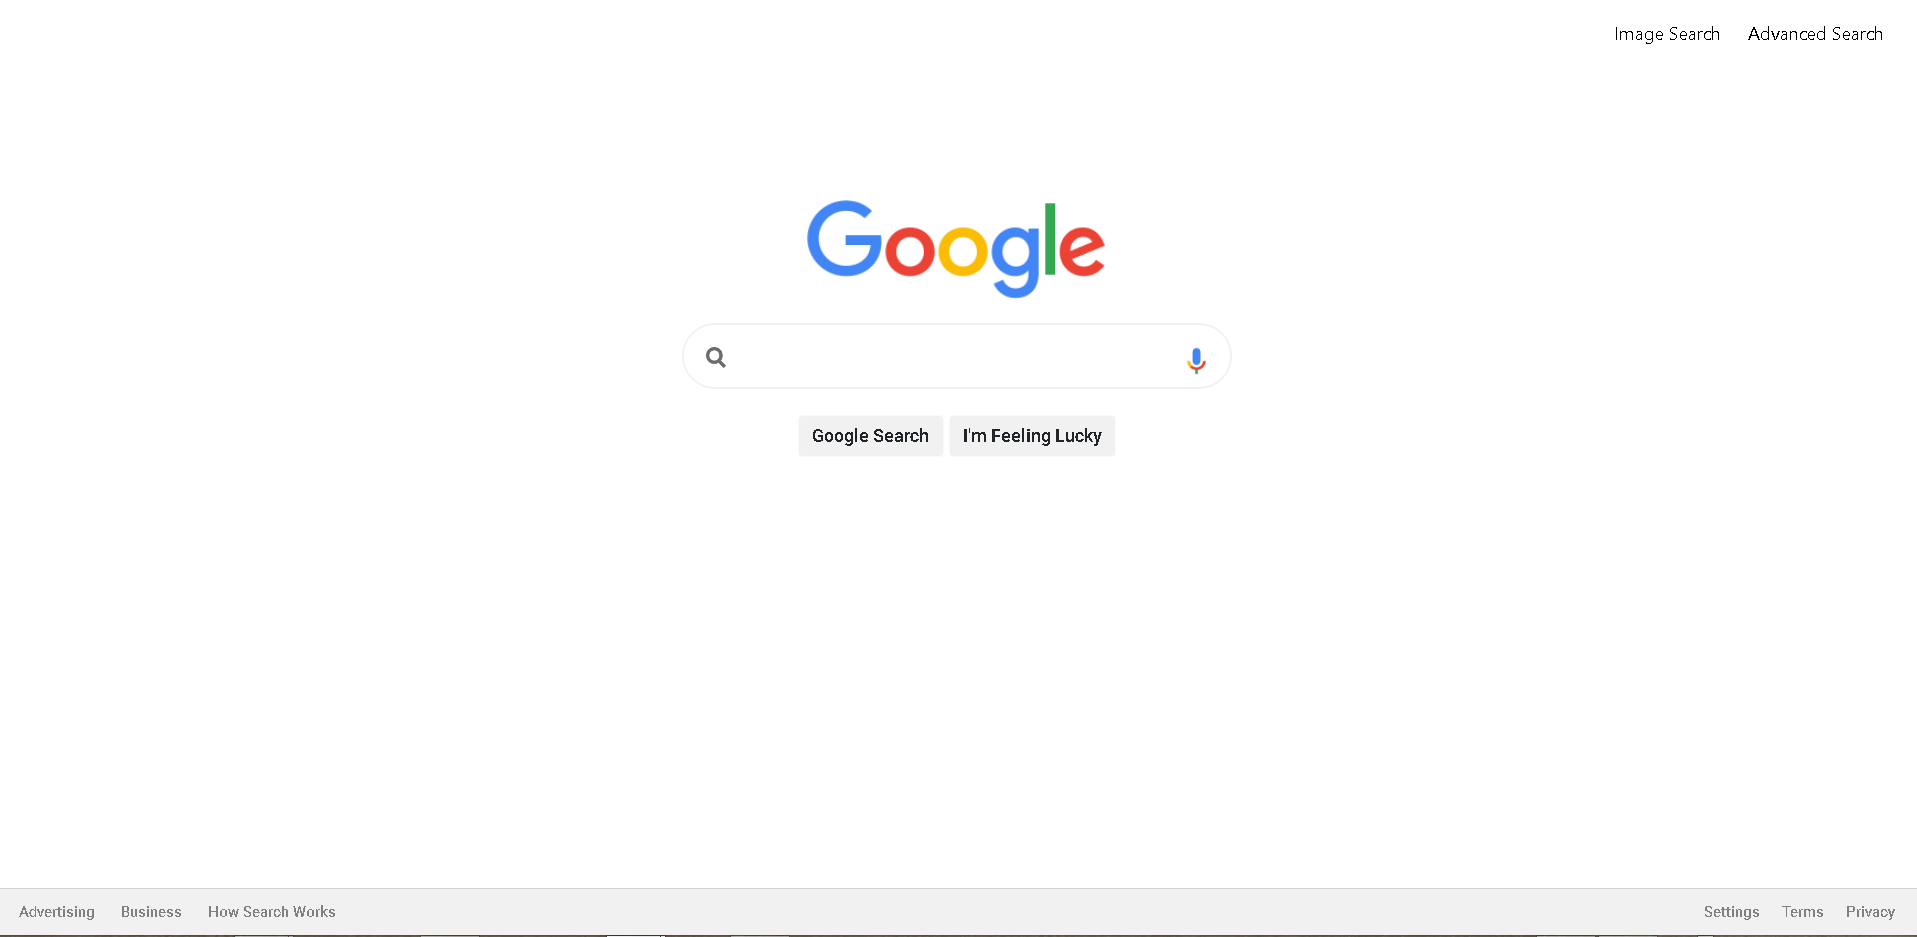 Image Search Advanced Search
Google
Google Search I'm Feeling Lucky
Advertising Business How Search Works Settings Terms Privacy